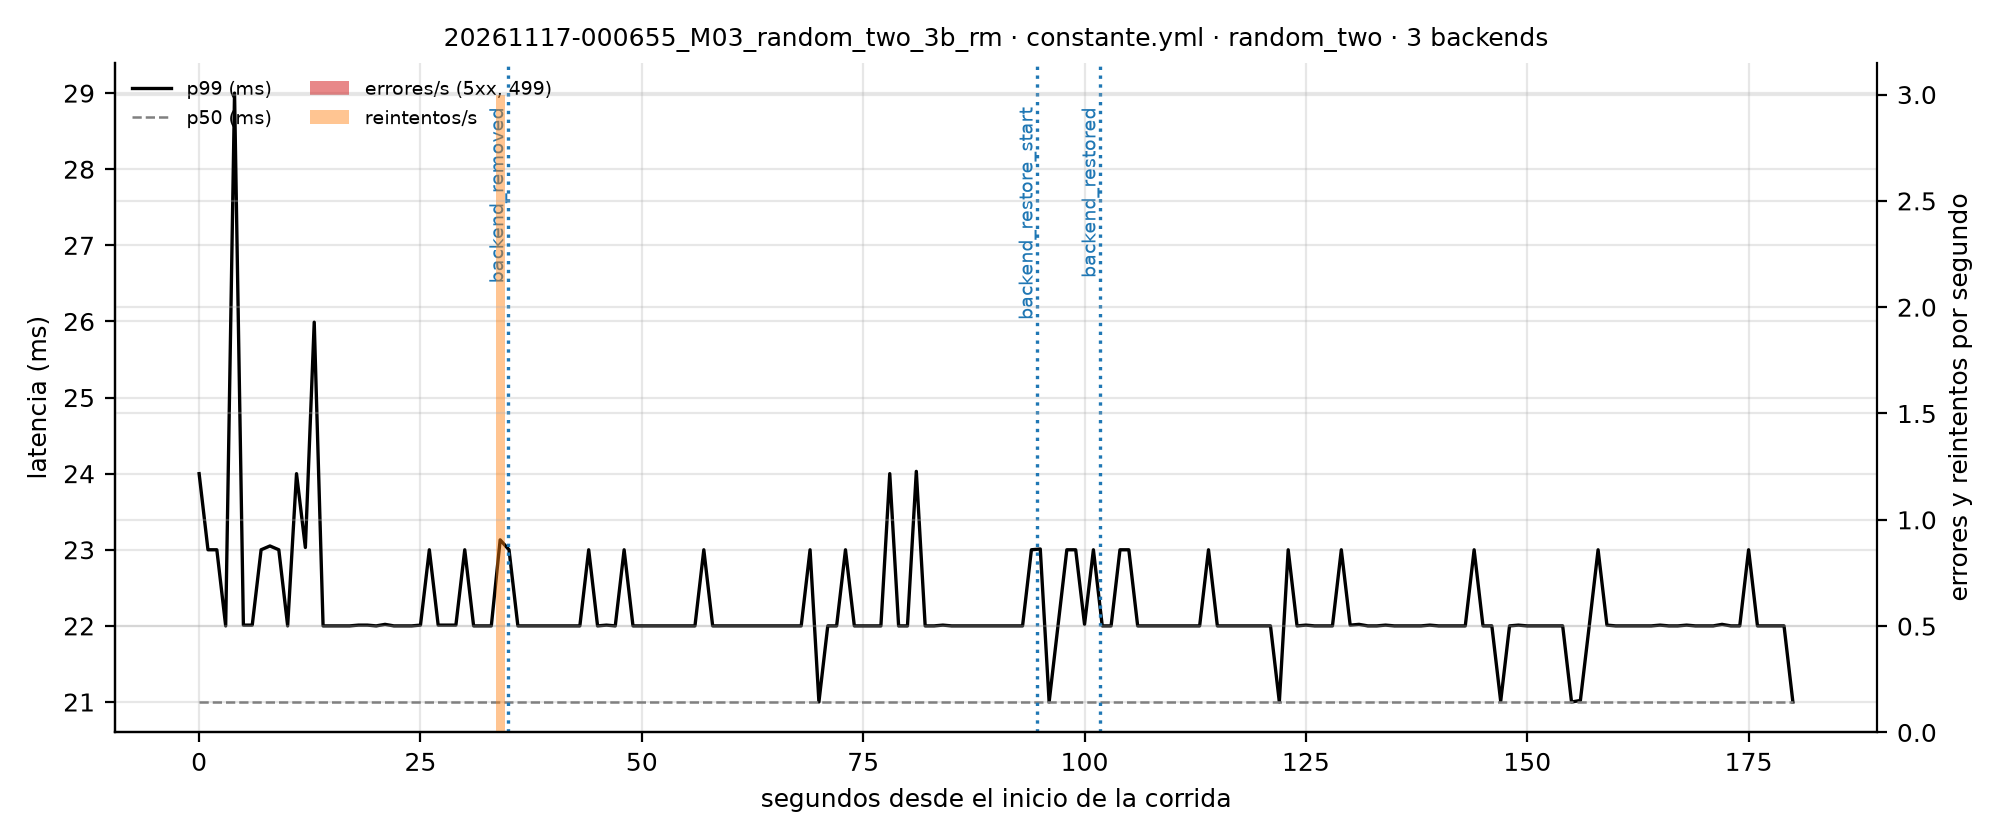 20261117-000655_M03_random_two_3b_rm · constante.yml · random_two · 3 backends
p99 (ms)
p50 (ms)
errores/s (5xx, 499)
reintentos/s
backend_removed
backend_restore_start
backend_restored
latencia (ms)
29
28
27
26
25
24
23
22
21
3.0
2.5
2.0
1.5
1.0
0.5
0.0
errores y reintentos por segundo
0
25
50
75
100
125
150
175
segundos desde el inicio de la corrida